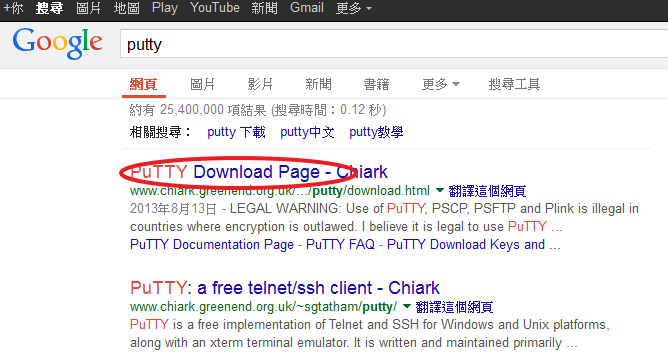 +你 搜尋 圖片 地圖 Play YouTube 新聞 Gmail 更多
Google putty
網頁 圖片 影片 新聞 書籍 更多 搜尋工具
約有 25,400,000 項結果 (搜尋時間：0.12 秒)
相關搜尋： putty 下載 putty中文 putty教學
PuTTY Download Page - Chiark
www.chiark.greenend.org.uk/.../putty/download.html 翻譯這個網頁
2013年8月13日 - LEGAL WARNING: Use of PuTTY, PSCP, PSFTP and Plink is illegal in
countries where encryption is outlawed. I believe it is legal to use PuTTY ...
PuTTY Documentation Page - PuTTY FAQ - PuTTY Download Keys and ...
PuTTY: a free telnet/ssh client - Chiark
www.chiark.greenend.org.uk/~sgtatham/putty/ 翻譯這個網頁
PuTTY is a free implementation of Telnet and SSH for Windows and Unix platforms,
along with an xterm terminal emulator. It is written and maintained primarily ...